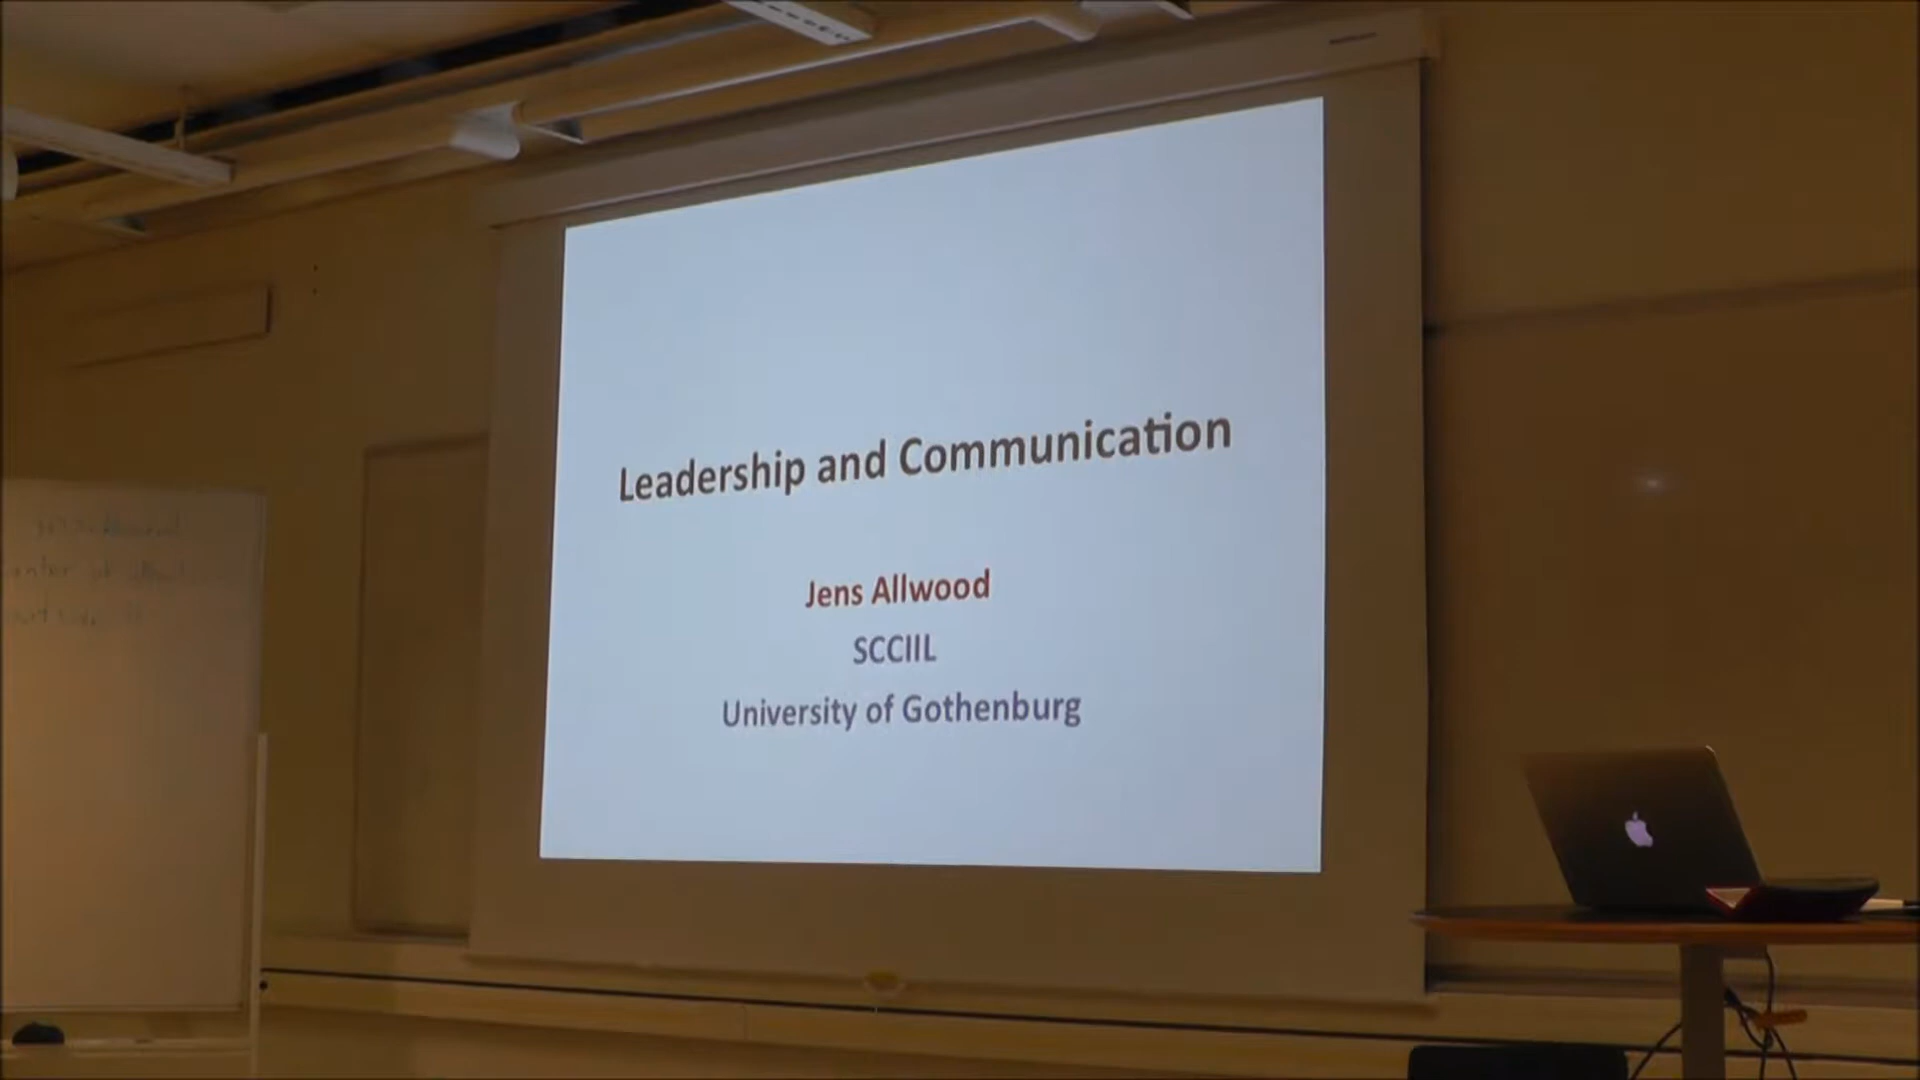 Leadership and Communication
Jens Allwood
SCCIIL
University of Gothenburg